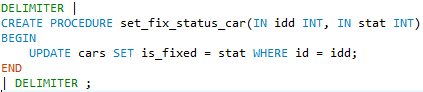 DELIMITER |
CREATE PROCEDURE set_fix_status_car(IN idd INT, IN stat INT)
BEGIN
    UPDATE cars SET is_fixed = stat WHERE id = idd;
END
| DELIMITER ;